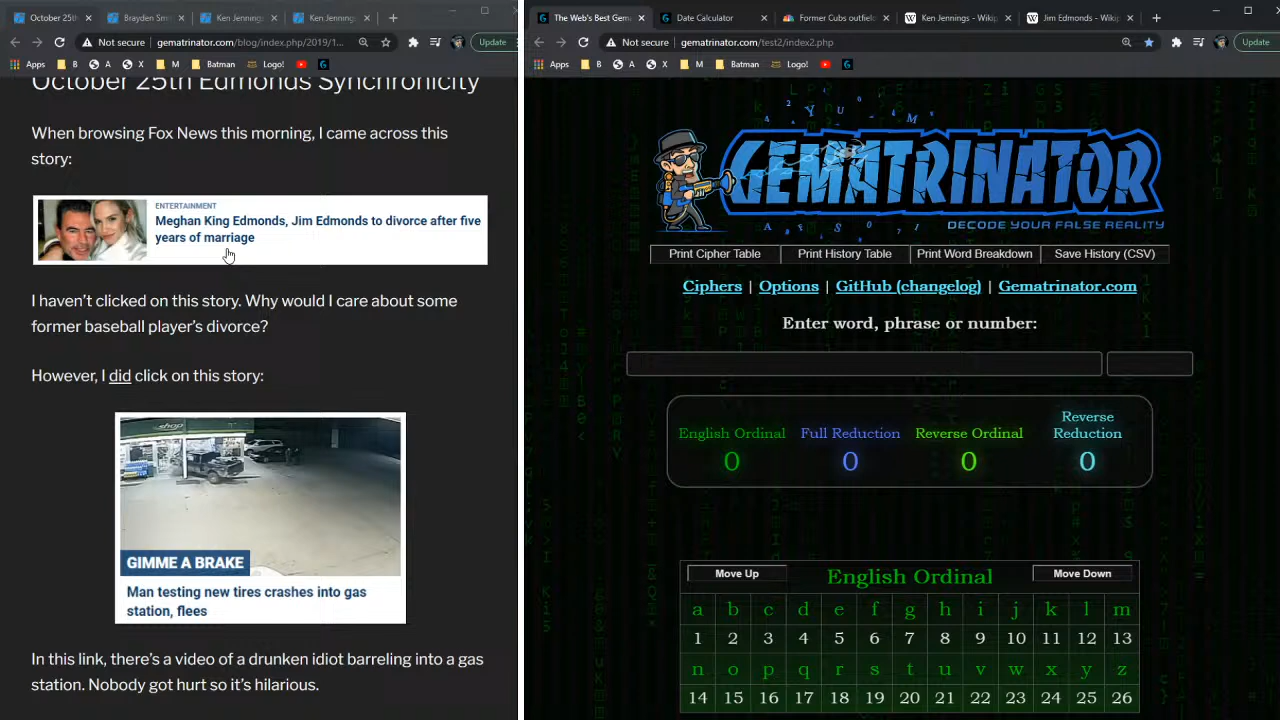 October 25th
Brayden Sm
Ken Jennings
Ken Jennings
Not secure
gematrinator.com/blog/index.php/2019/1...
Update
Apps
B
A
X
M
Batman
Logo!
October 25th Edmonds Synchronicity
When browsing Fox News this morning, I came across this
story:
ENTERTAINMENT
Meghan King Edmonds, Jim Edmonds to divorce after five
years of marriage
I haven't clicked on this story. Why would I care about some
former baseball player's divorce?
However, I did click on this story:
shop
GIMME A BRAKE
Man testing new tires crashes into gas
station, flees
In this link, there's a video of a drunken idiot barreling into a gas
station. Nobody got hurt so it's hilarious.
The Web's Best Gem
Date Calculator
Former Cubs outfiel
Ken Jennings - Wikip
Jim Edmonds - Wikip
Not secure
gematrinator.com/test2/index2.php
Update
Apps
B
A
X
M
Batman
Logo!
GEMATRINATOR
DECODE YOUR FALSE REALITY
Print Cipher Table
Print History Table
Print Word Breakdown
Save History (CSV)
Ciphers | Options | GitHub (changelog) | Gematrinator.com
Enter word, phrase or number:
English Ordinal
0
Full Reduction
0
Reverse Ordinal
0
Reverse
Reduction
0
Move Up
English Ordinal
Move Down
a b c d e f g h i j k l m
1 2 3 4 5 6 7 8 9 10 11 12 13
n o p q r s t u v w x y z
14 15 16 17 18 19 20 21 22 23 24 25 26